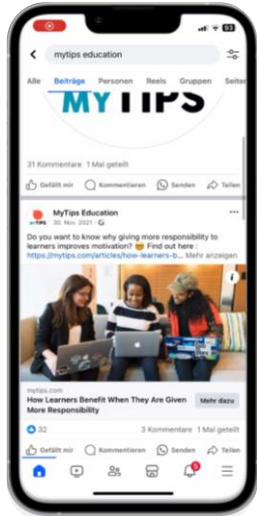 mytips education
Alle Beiträge Personen Reels Gruppen Seiten
MYTIPS
31 Kommentare 1 Mal geteilt
Gefällt mir Kommentieren Senden Teilen
MyTips Education
30. Nov. 2021
Do you want to know why giving more responsibility to
learners improves motivation? 🤓 Find out here :
https://mytips.com/articles/how-learners-b... Mehr anzeigen
mytips.com
How Learners Benefit When They Are Given
More Responsibility
Mehr dazu
32
3 Kommentare 1 Mal geteilt
Gefällt mir Kommentieren Senden Teilen